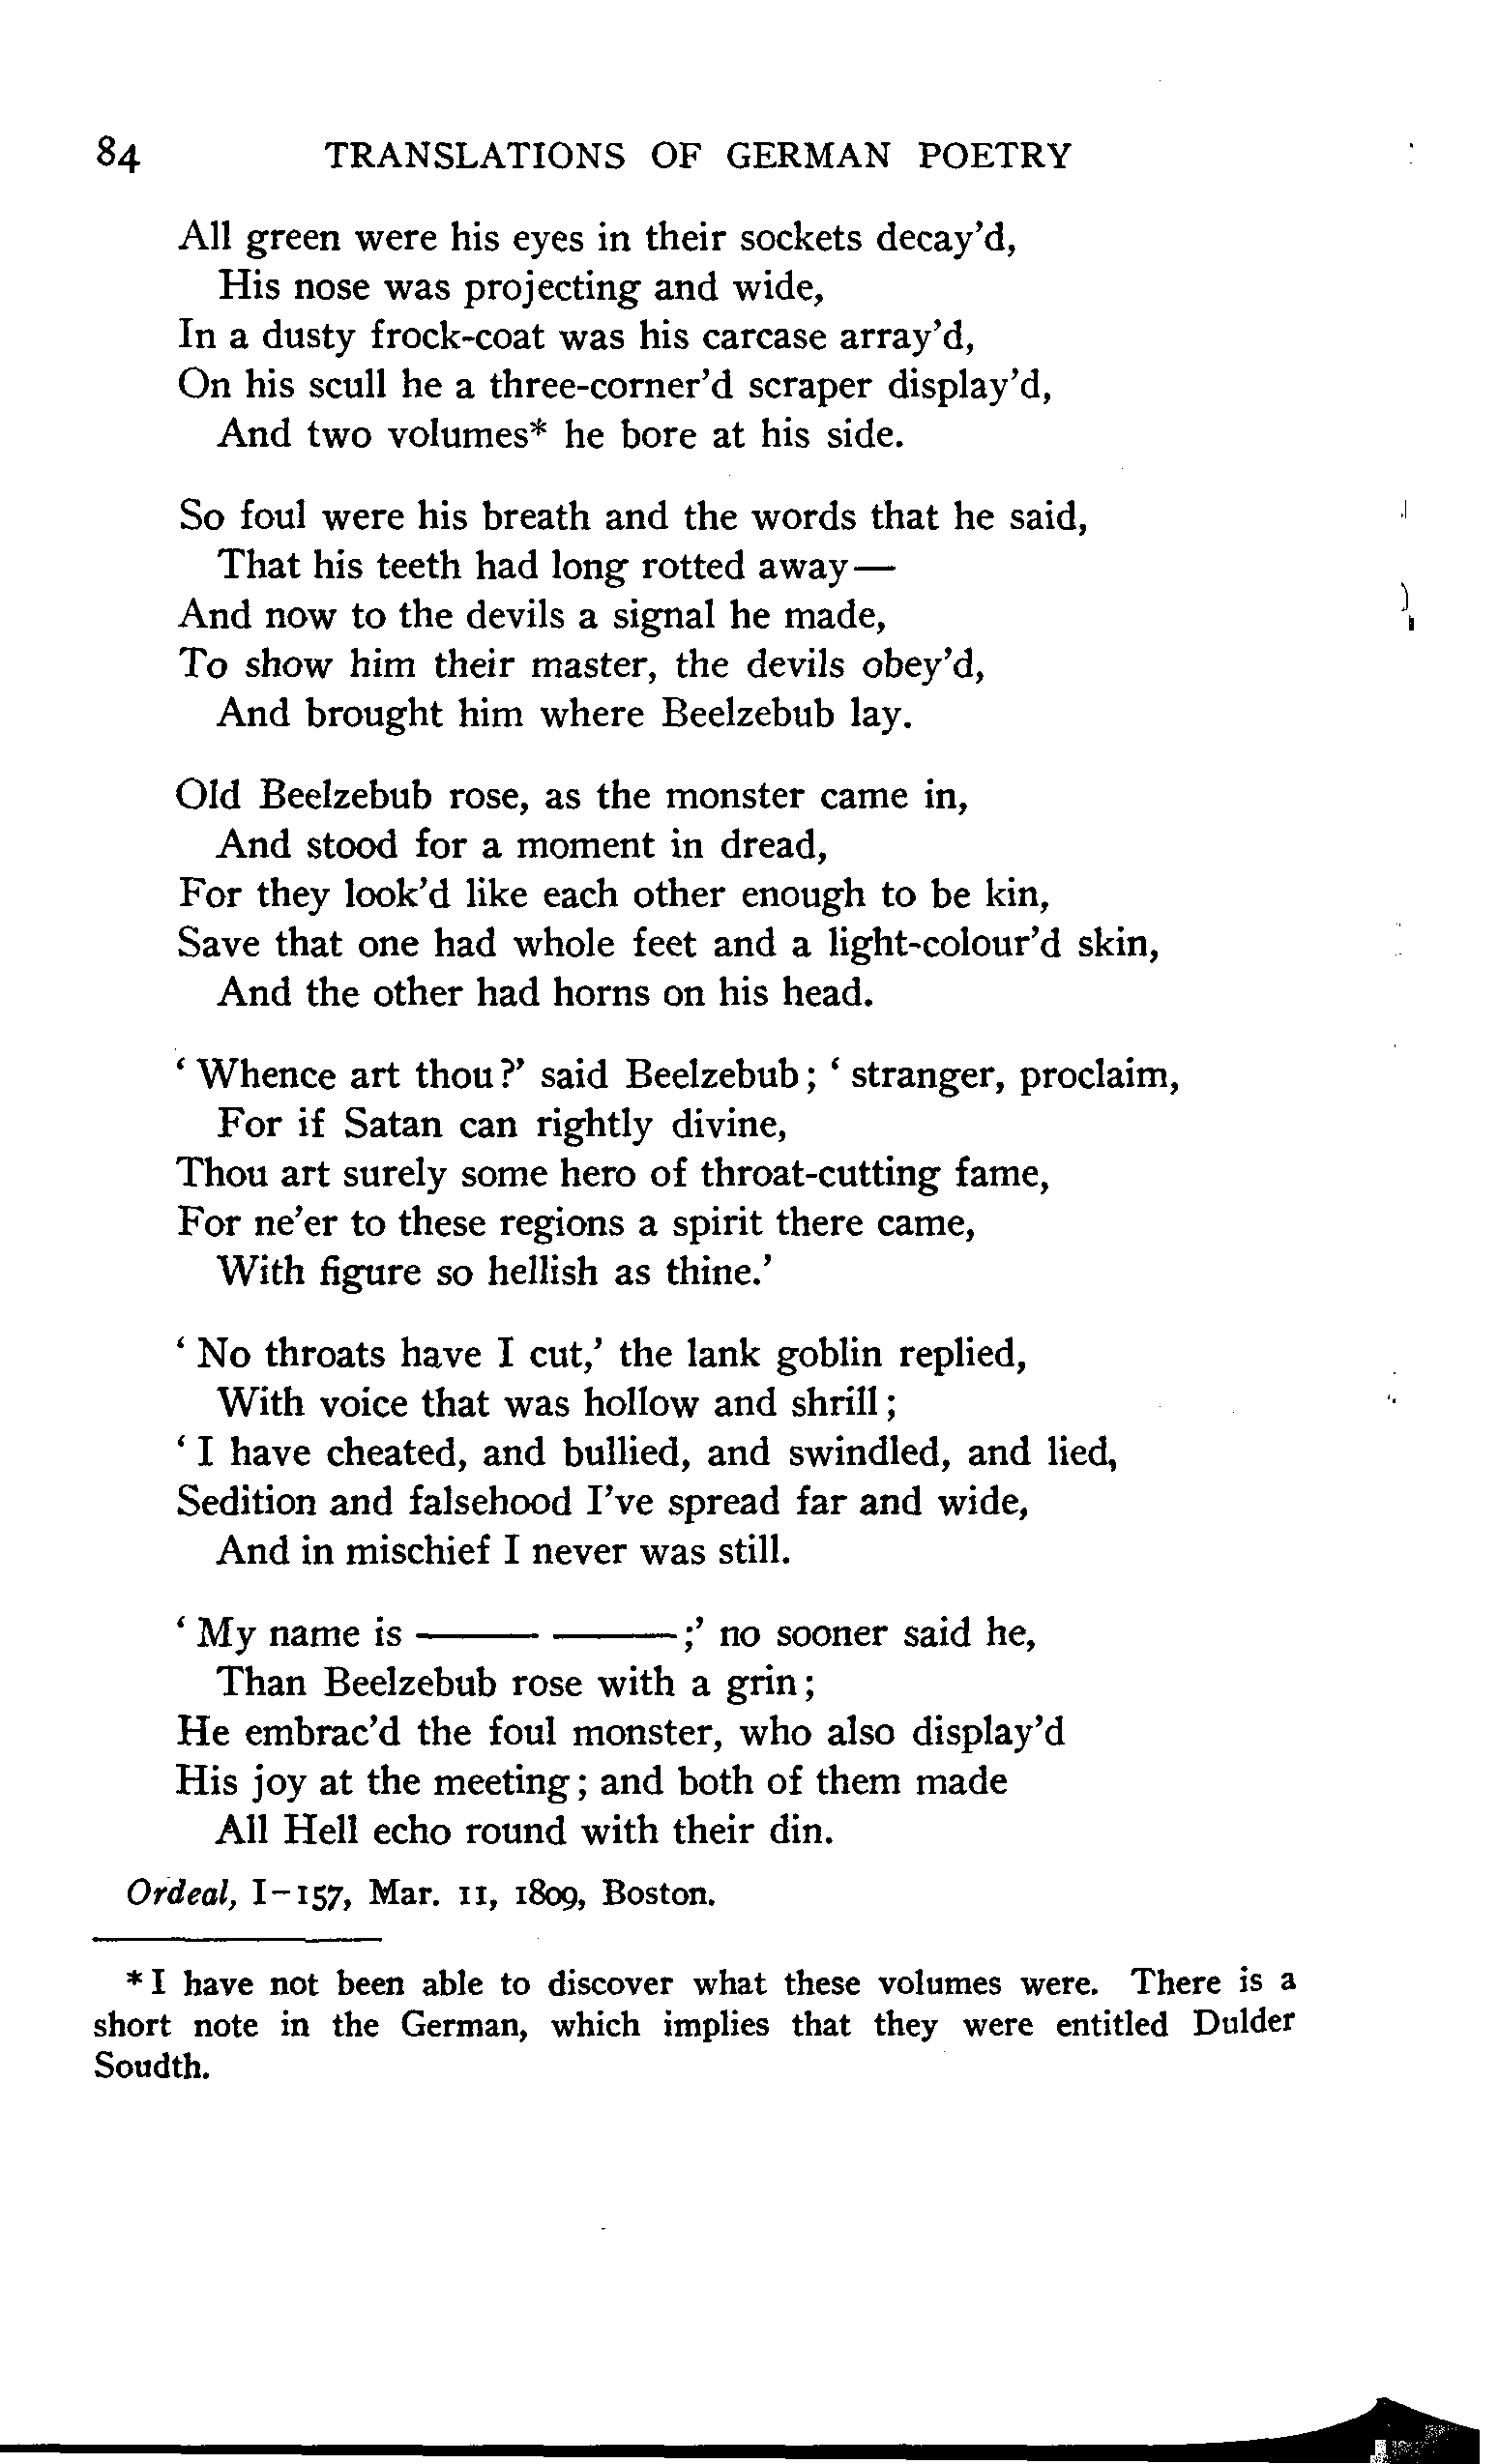 84 TRANSLATIONS OF GERMAN POETRY
All green were his eyes in their sockets decay'd,
His nose was projecting and wide,
In a dusty frock-coat was his carcase array'd,
On his scull he a three-corner'd scraper display'd,
And two volumes* he bore at his side.
So foul were his breath and the words that he said,
That his teeth had long rotted away—
And now to the devils a signal he made,
To show him their master, the devils obey'd,
And brought him where Beelzebub lay.
Old Beelzebub rose, as the monster came in,
And stood for a moment in dread,
For they look'd like each other enough to be kin,
Save that one had whole feet and a light-colour'd skin,
And the other had horns on his head.
‘ Whence art thou?’ said Beelzebub; ‘ stranger, proclaim,
For if Satan can rightly divine,
Thou art surely some hero of throat-cutting fame,
For ne'er to these regions a spirit there came,
With figure so hellish as thine.’
‘ No throats have I cut,’ the lank goblin replied,
With voice that was hollow and shrill;
‘ I have cheated, and bullied, and swindled, and lied,
Sedition and falsehood I've spread far and wide,
And in mischief I never was still.
‘ My name is ——— ———;’ no sooner said he,
Than Beelzebub rose with a grin;
He embrac'd the foul monster, who also display'd
His joy at the meeting; and both of them made
All Hell echo round with their din.
Ordeal, I-157, Mar. 11, 1809, Boston.
* I have not been able to discover what these volumes were. There is a
short note in the German, which implies that they were entitled Dulder
Soudth.